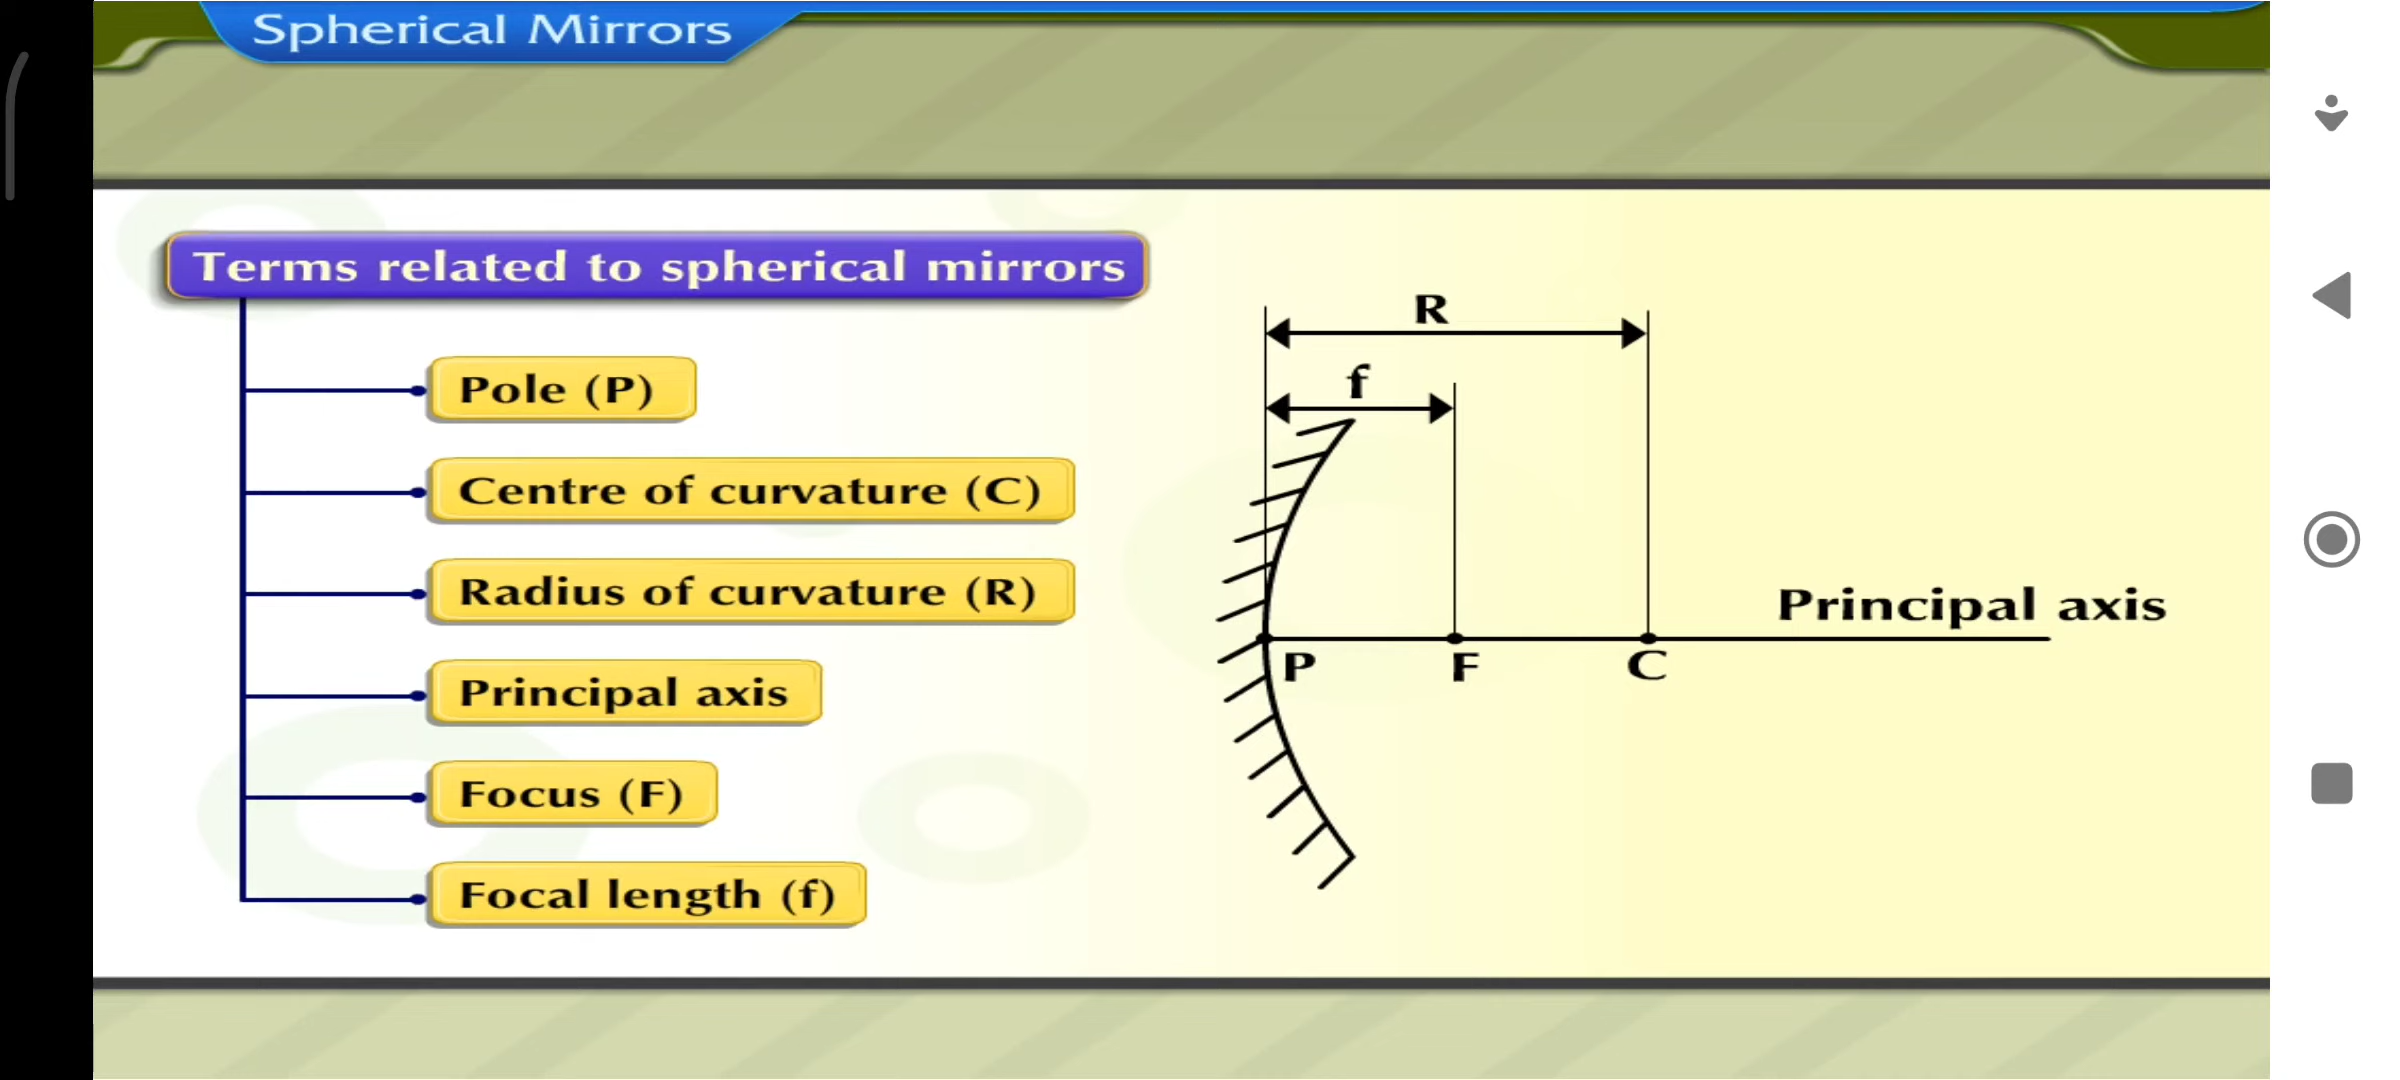 Spherical Mirrors
Terms related to spherical mirrors
Pole (P)
Centre of curvature (C)
Radius of curvature (R)
Principal axis
Focus (F)
Focal length (f)
R
f
Principal axis
P F C